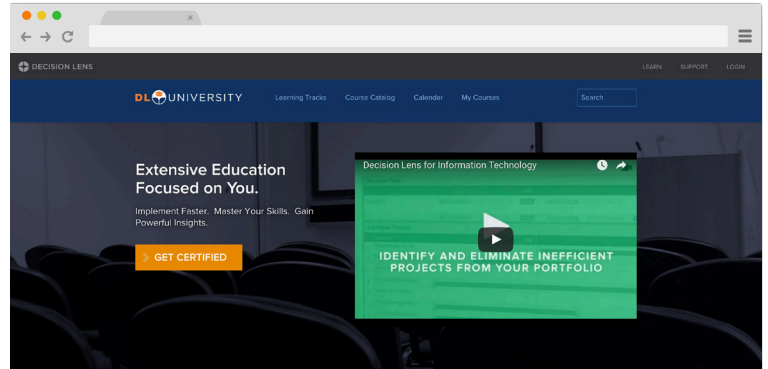 DECISION LENS
LEARN SUPPORT LOGIN
DL UNIVERSITY
Learning Tracks Course Catalog Calendar My Courses Search
Extensive Education
Focused on You.
Implement Faster. Master Your Skills. Gain
Powerful Insights.
GET CERTIFIED
Decision Lens for Information Technology
IDENTIFY AND ELIMINATE INEFFICIENT
PROJECTS FROM YOUR PORTFOLIO